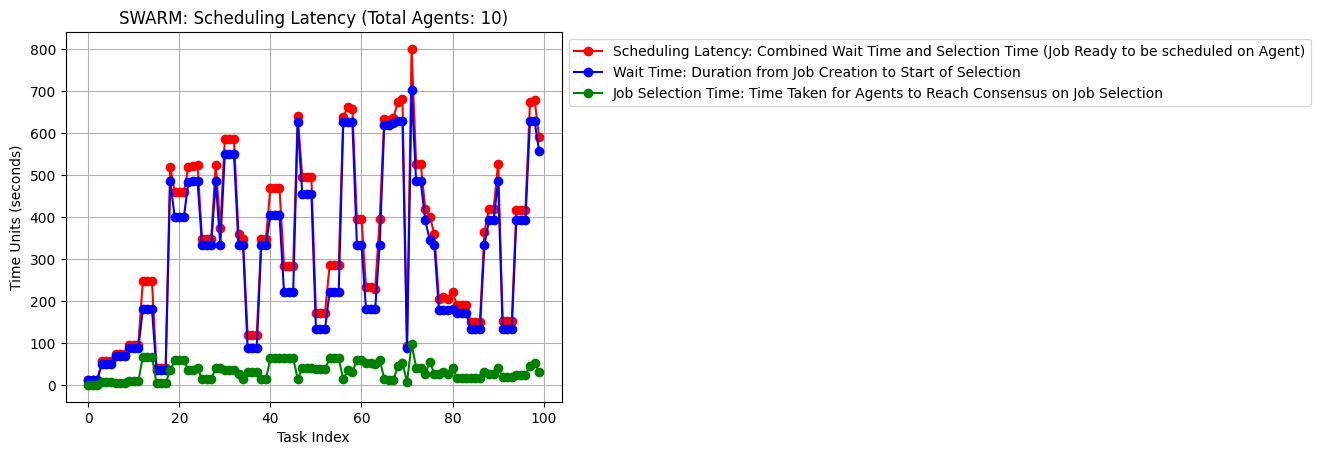 SWARM: Scheduling Latency (Total Agents: 10)
Scheduling Latency: Combined Wait Time and Selection Time (Job Ready to be scheduled on Agent)
Wait Time: Duration from Job Creation to Start of Selection
Job Selection Time: Time Taken for Agents to Reach Consensus on Job Selection
Time Units (seconds)
800
700
600
500
400
300
200
100
0
0
20
40
60
80
100
Task Index